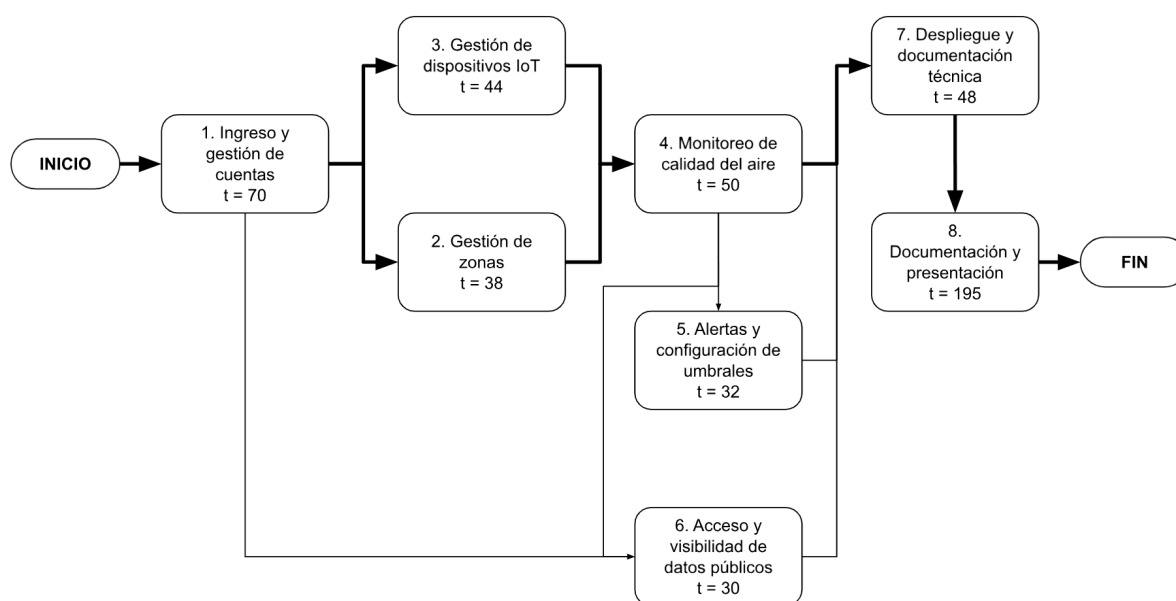 INICIO
1. Ingreso y
gestión de
cuentas
t = 70
3. Gestión de
dispositivos IoT
t = 44
2. Gestión de
zonas
t = 38
4. Monitoreo de
calidad del aire
t = 50
5. Alertas y
configuración de
umbrales
t = 32
6. Acceso y
visibilidad de
datos públicos
t = 30
7. Despliegue y
documentación
técnica
t = 48
8.
Documentación y
presentación
t = 195
FIN